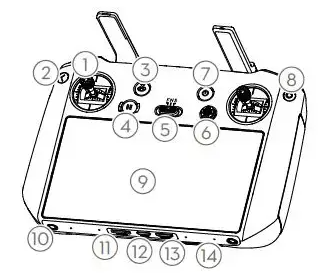 ① ② ③ ④ ⑤ ⑥ ⑦ ⑧
⑨
⑩ ⑪ ⑫ ⑬ ⑭